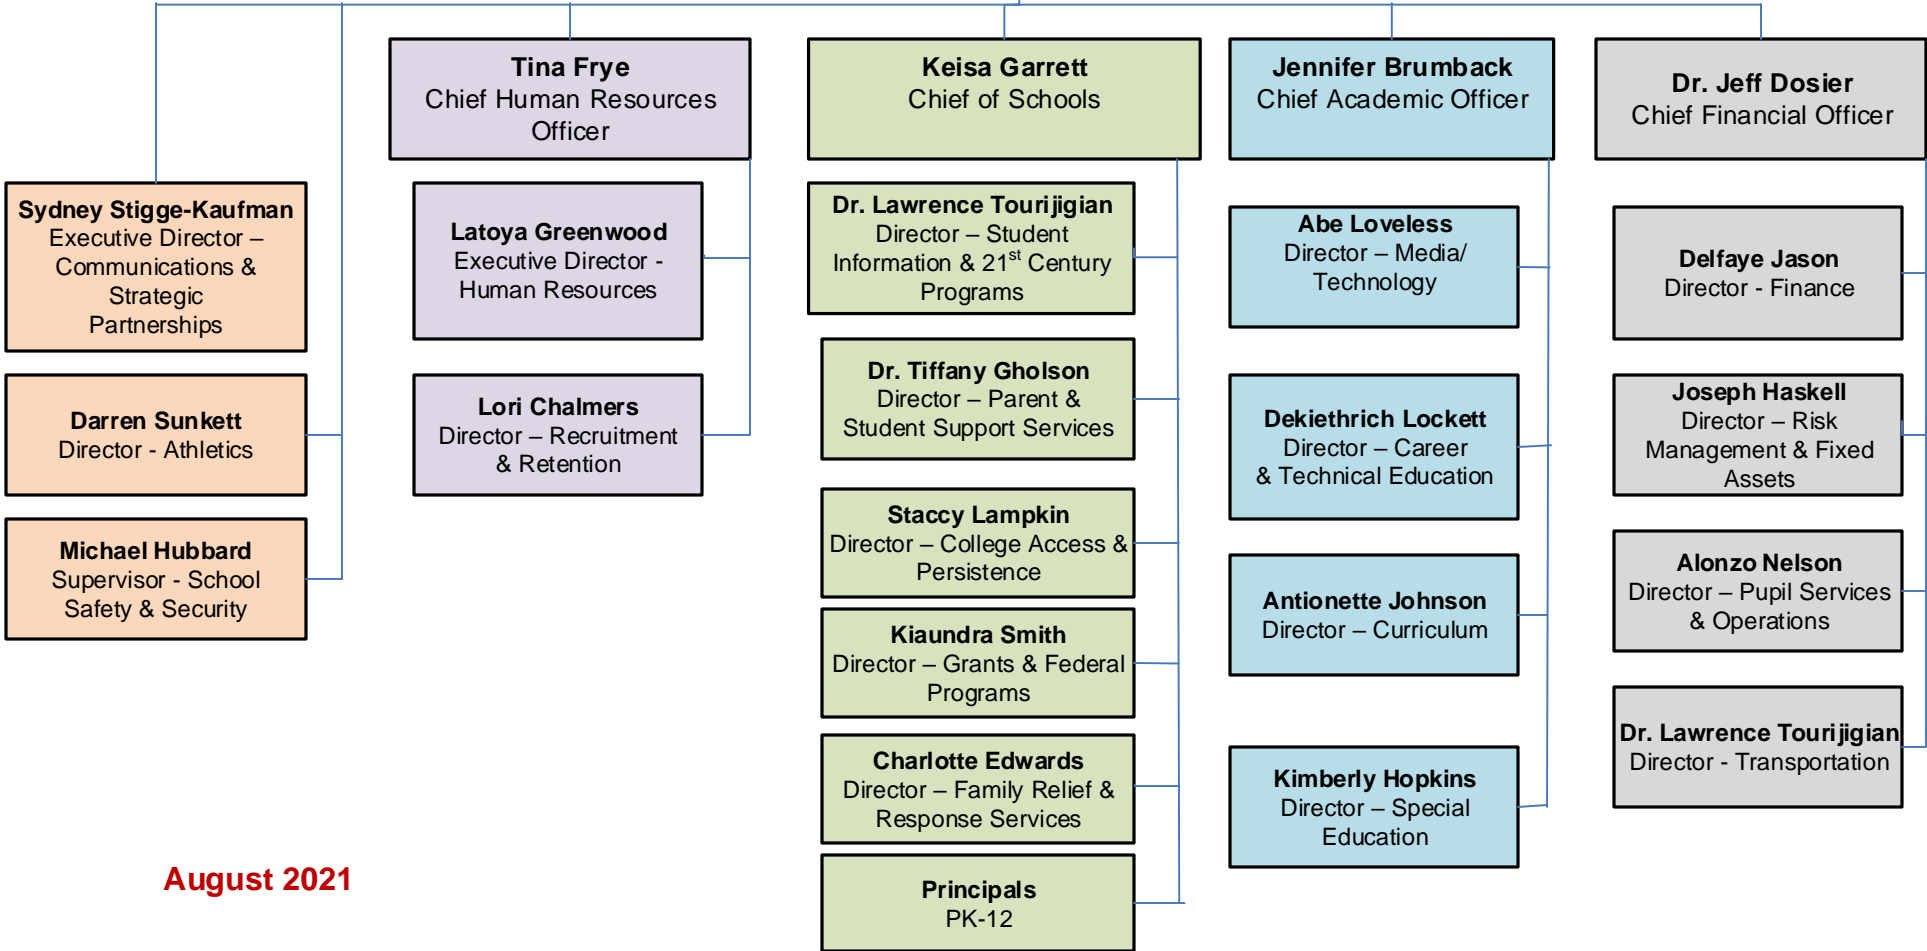 Tina Frye
Chief Human Resources
Officer
Keisa Garrett
Chief of Schools
Jennifer Brumback
Chief Academic Officer
Dr. Jeff Dosier
Chief Financial Officer
Sydney Stigge-Kaufman
Executive Director –
Communications &
Strategic
Partnerships
Darren Sunkett
Director - Athletics
Michael Hubbard
Supervisor - School
Safety & Security
Latoya Greenwood
Executive Director -
Human Resources
Lori Chalmers
Director – Recruitment
& Retention
Dr. Lawrence Tourijigian
Director – Student
Information & 21st Century
Programs
Dr. Tiffany Gholson
Director – Parent &
Student Support Services
Staccy Lampkin
Director – College Access &
Persistence
Kiaundra Smith
Director – Grants & Federal
Programs
Charlotte Edwards
Director – Family Relief &
Response Services
Principals
PK-12
Abe Loveless
Director – Media/
Technology
Dekiethrich Lockett
Director – Career
& Technical Education
Antionette Johnson
Director – Curriculum
Kimberly Hopkins
Director – Special
Education
Delfaye Jason
Director - Finance
Joseph Haskell
Director – Risk
Management & Fixed
Assets
Alonzo Nelson
Director – Pupil Services
& Operations
Dr. Lawrence Tourijigian
Director - Transportation
August 2021